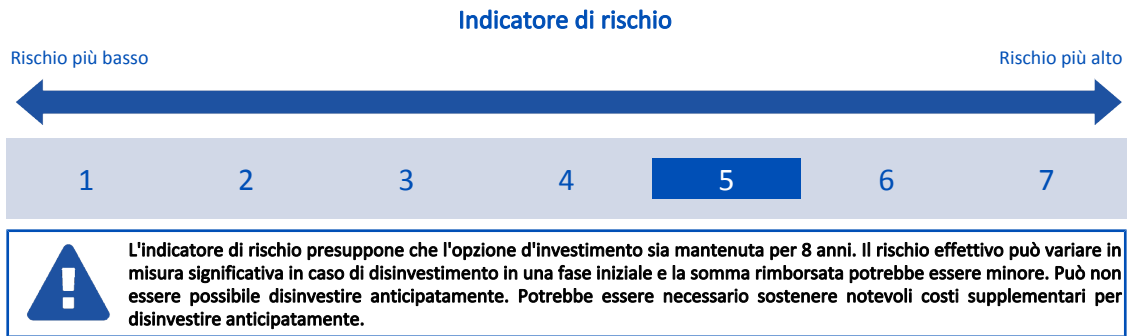 Indicatore di rischio
Rischio più basso Rischio più alto
1 2 3 4 5 6 7
L'indicatore di rischio presuppone che l'opzione d'investimento sia mantenuta per 8 anni. Il rischio effettivo può variare in
misura significativa in caso di disinvestimento in una fase iniziale e la somma rimborsata potrebbe essere minore. Può non
essere possibile disinvestire anticipatamente. Potrebbe essere necessario sostenere notevoli costi supplementari per
disinvestire anticipatamente.